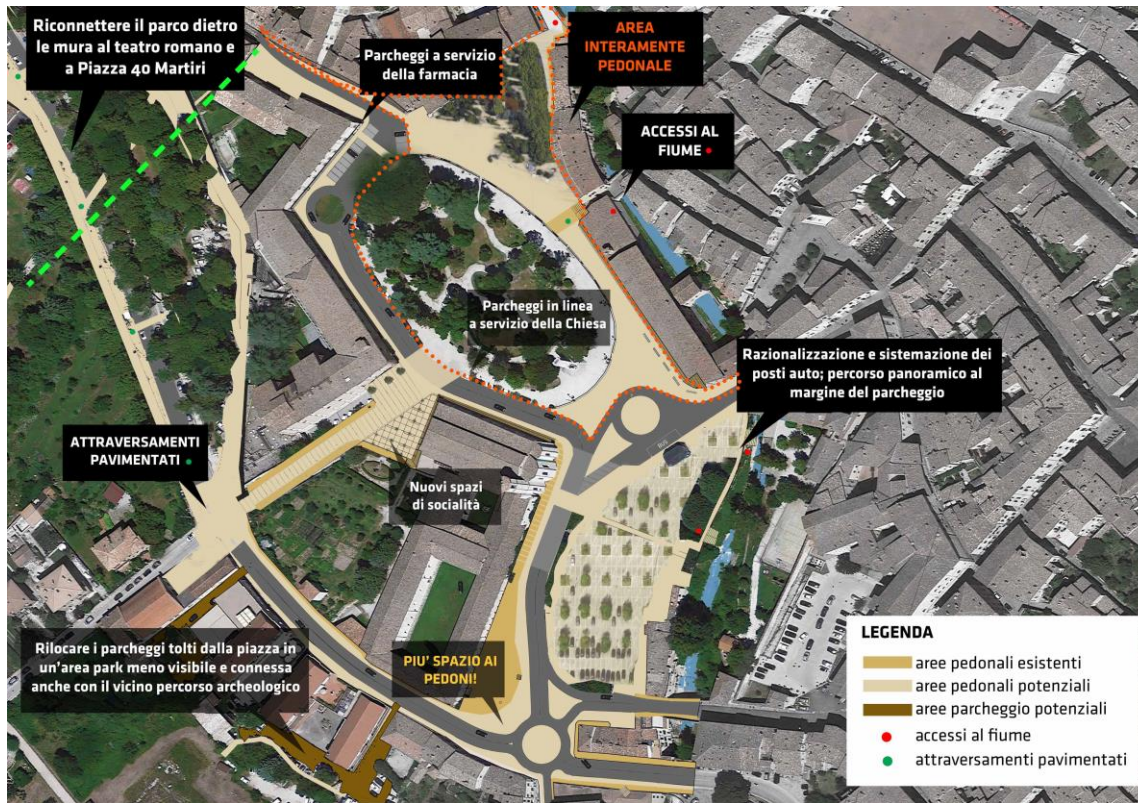 Riconnettere il parco dietro
le mura al teatro romano e
a Piazza 40 Martiri
Parcheggi a servizio
della farmacia
AREA
INTERAMENTE
PEDONALE
ACCESSI AL
FIUME
Parcheggi in linea
a servizio della Chiesa
Razionalizzazione e sistemazione dei
posti auto; percorso panoramico al
margine del parcheggio
ATTRAVERSAMENTI
PAVIMENTATI
Nuovi spazi
di socialità
Rilocare i parcheggi tolti dalla piazza in
un'area park meno visibile e connessa
anche con il vicino percorso archeologico
PIU' SPAZIO AI
PEDONI!
LEGENDA
aree pedonali esistenti
aree pedonali potenziali
aree parcheggio potenziali
accessi al fiume
attraversamenti pavimentati